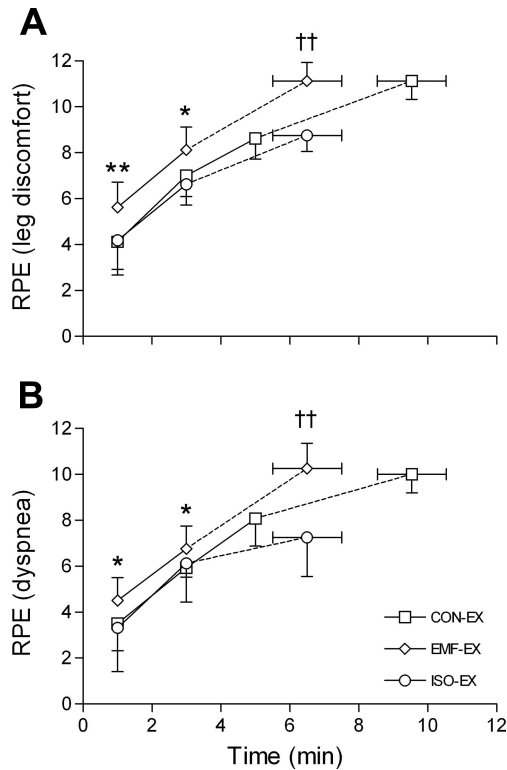 A
12
10
8
6
4
2
0
RPE (leg discomfort)
**
*
††
B
12
10
8
6
4
2
0
RPE (dyspnea)
*
*
††
CON-EX
EMF-EX
ISO-EX
0 2 4 6 8 10 12
Time (min)